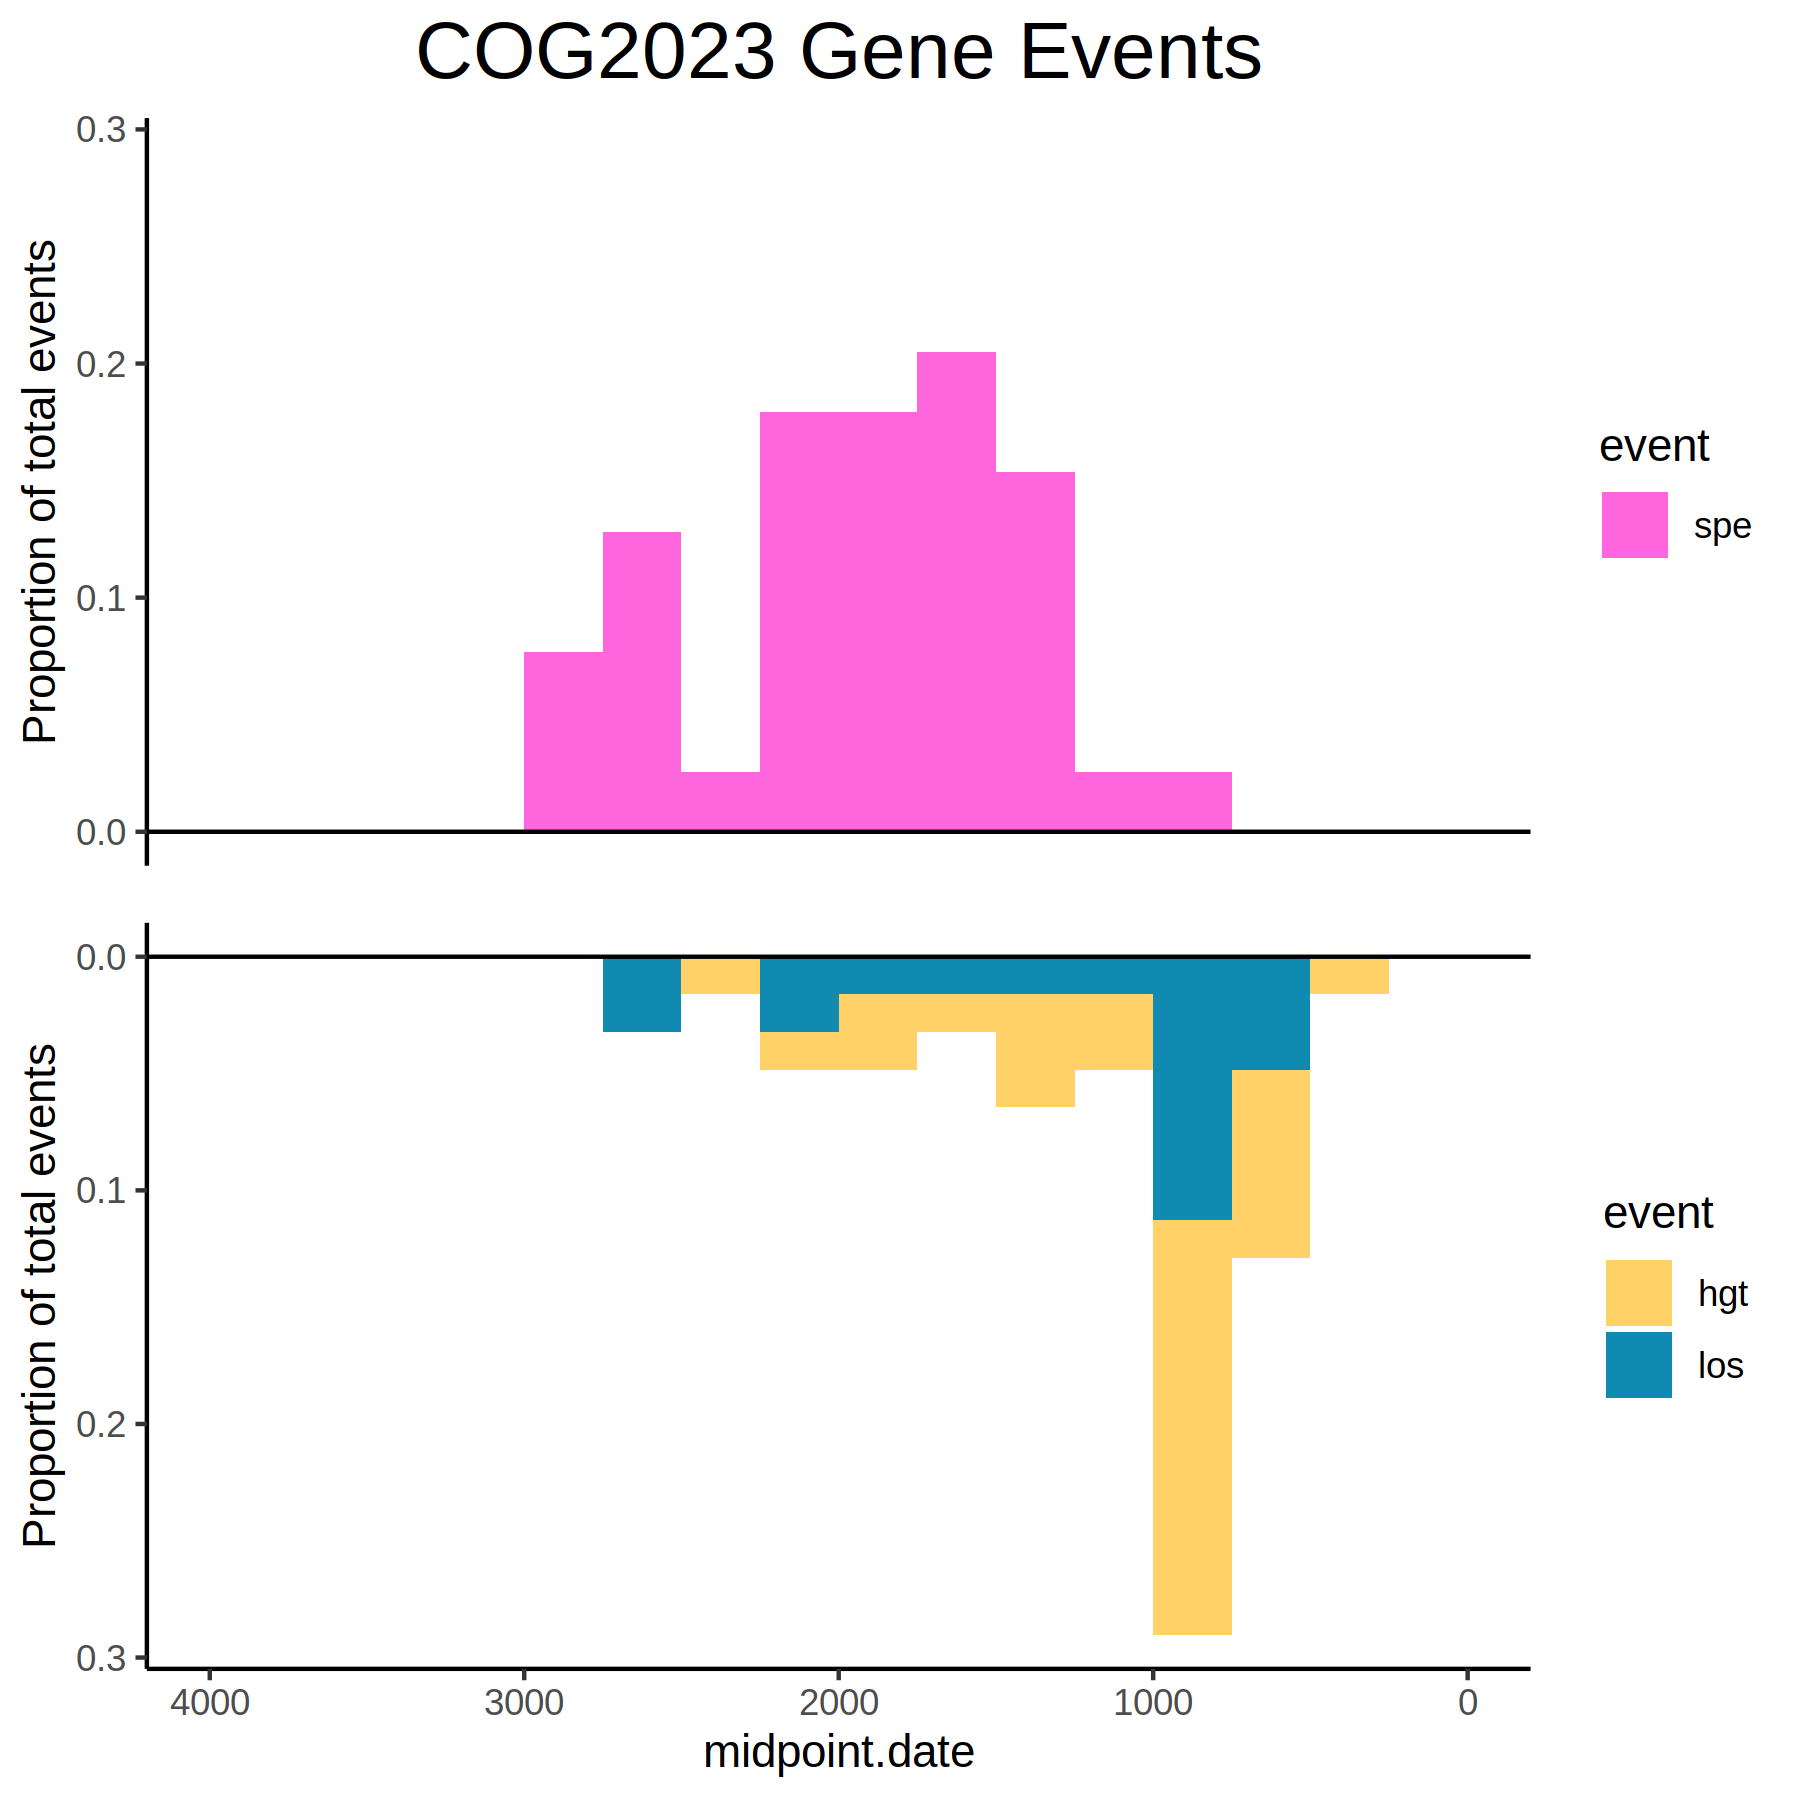 COG2023 Gene Events
Proportion of total events
0.3
0.2
0.1
0.0
event
spe
Proportion of total events
0.0
0.1
0.2
0.3
event
hgt
los
4000 3000 2000 1000 0
midpoint.date